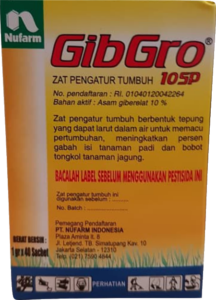 Nufarm
GibGro®
ZAT PENGATUR TUMBUH 10SP
No. pendaftaran : RI. 01040120042264
Bahan aktif : Asam giberelat 10 %
Zat pengatur tumbuh berbentuk tepung
yang dapat larut dalam air untuk memacu
pertumbuhan, meningkatkan persen
gabah isi tanaman padi dan bobot
tongkol tanaman jagung.
BACALAH LABEL SEBELUM MENGGUNAKAN PESTISIDA INI
Zat pengatur tumbuh ini
digunakan sebelum :
No. Batch :
Pemegang Pendaftaran
PT. NUFARM INDONESIA
Plaza Aminta lt.
Jl. Letjend. TB. Simatupang Kav. 10
Jakarta Selatan - 12310
Telp. (021) 7590 4844
BERAT BERSIH :
gr x 40 Sachet
PERHATIAN